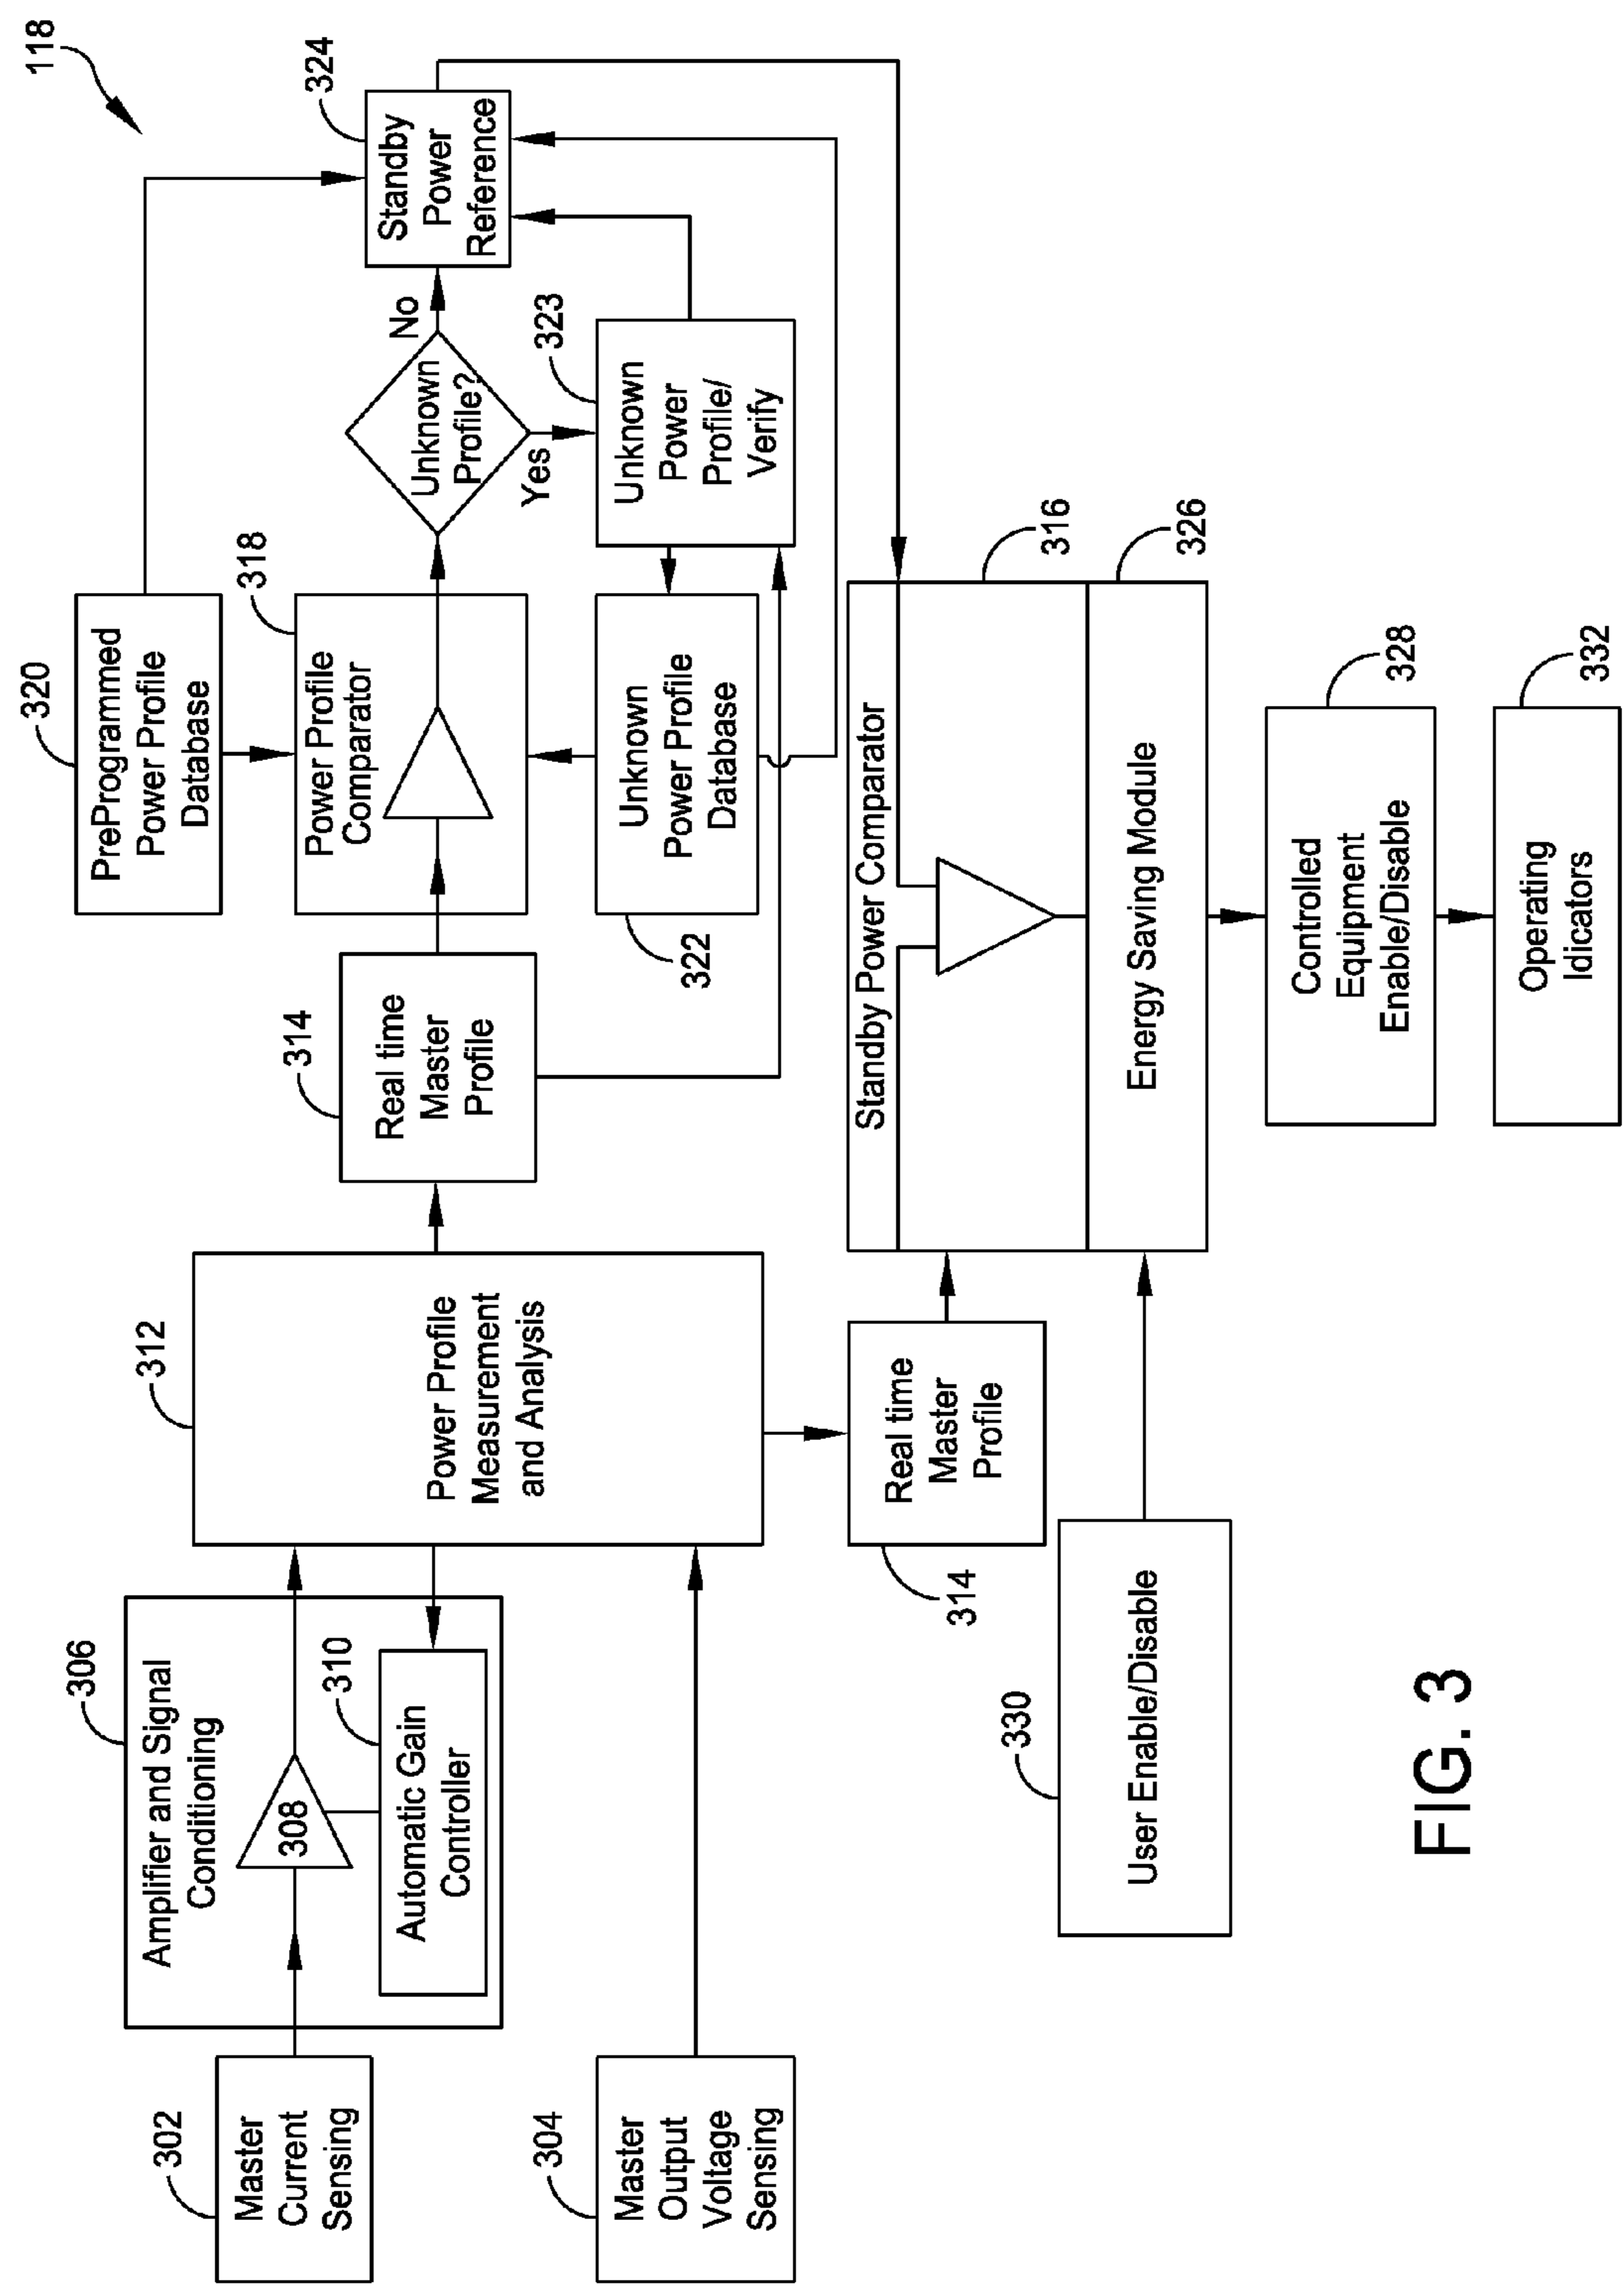 118
320
PreProgrammed
Power Profile
Database
324
Standby
Power
Reference
306
Amplifier and Signal
Conditioning
308
310
Automatic Gain
Controller
312
Power Profile
Measurement
and Analysis
314
Real time
Master
Profile
318
Power Profile
Comparator
Unknown
Profile?
No
Yes
302
Master
Current
Sensing
322
Unknown
Power Profile
Database
323
Unknown
Power
Profile/
Verify
304
Master
Output
Voltage
Sensing
314
Real time
Master
Profile
Standby Power Comparator
316
Energy Saving Module
326
330
User Enable/Disable
328
Controlled
Equipment
Enable/Disable
332
Operating
Idicators
FIG. 3